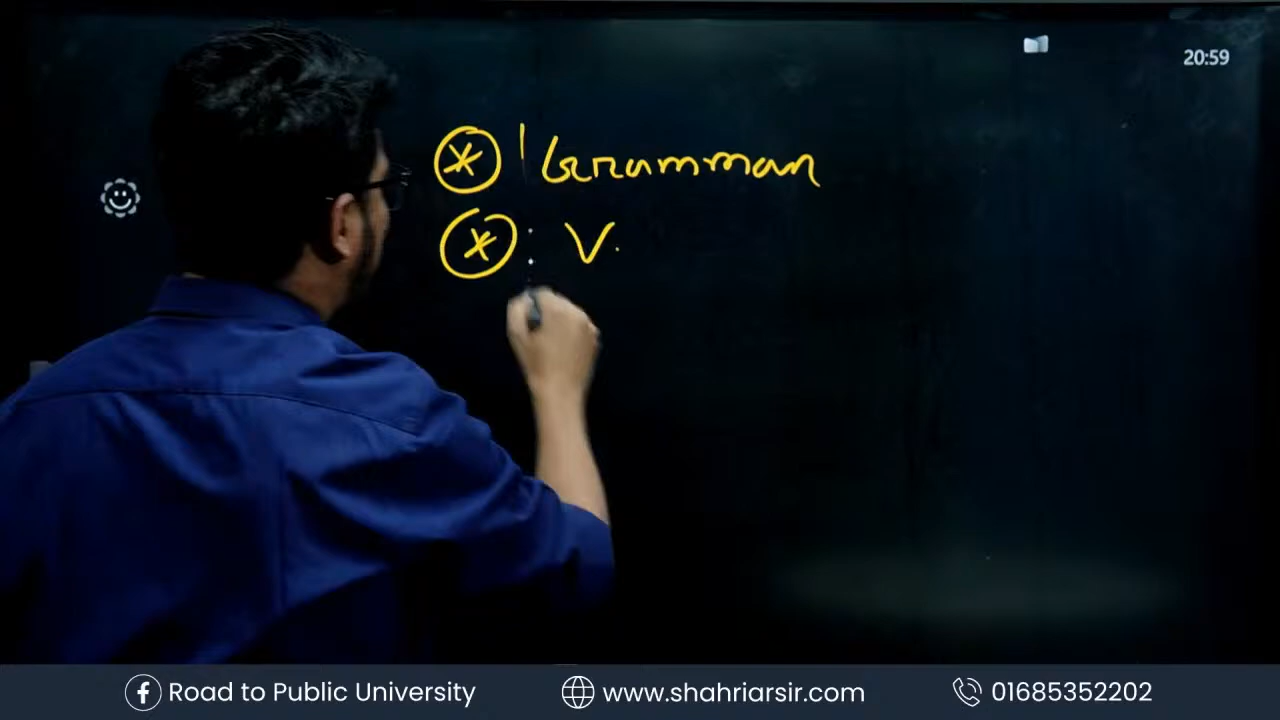 20:59
* | Grammar
* : V.
Road to Public University
www.shahriarsir.com
01685352202